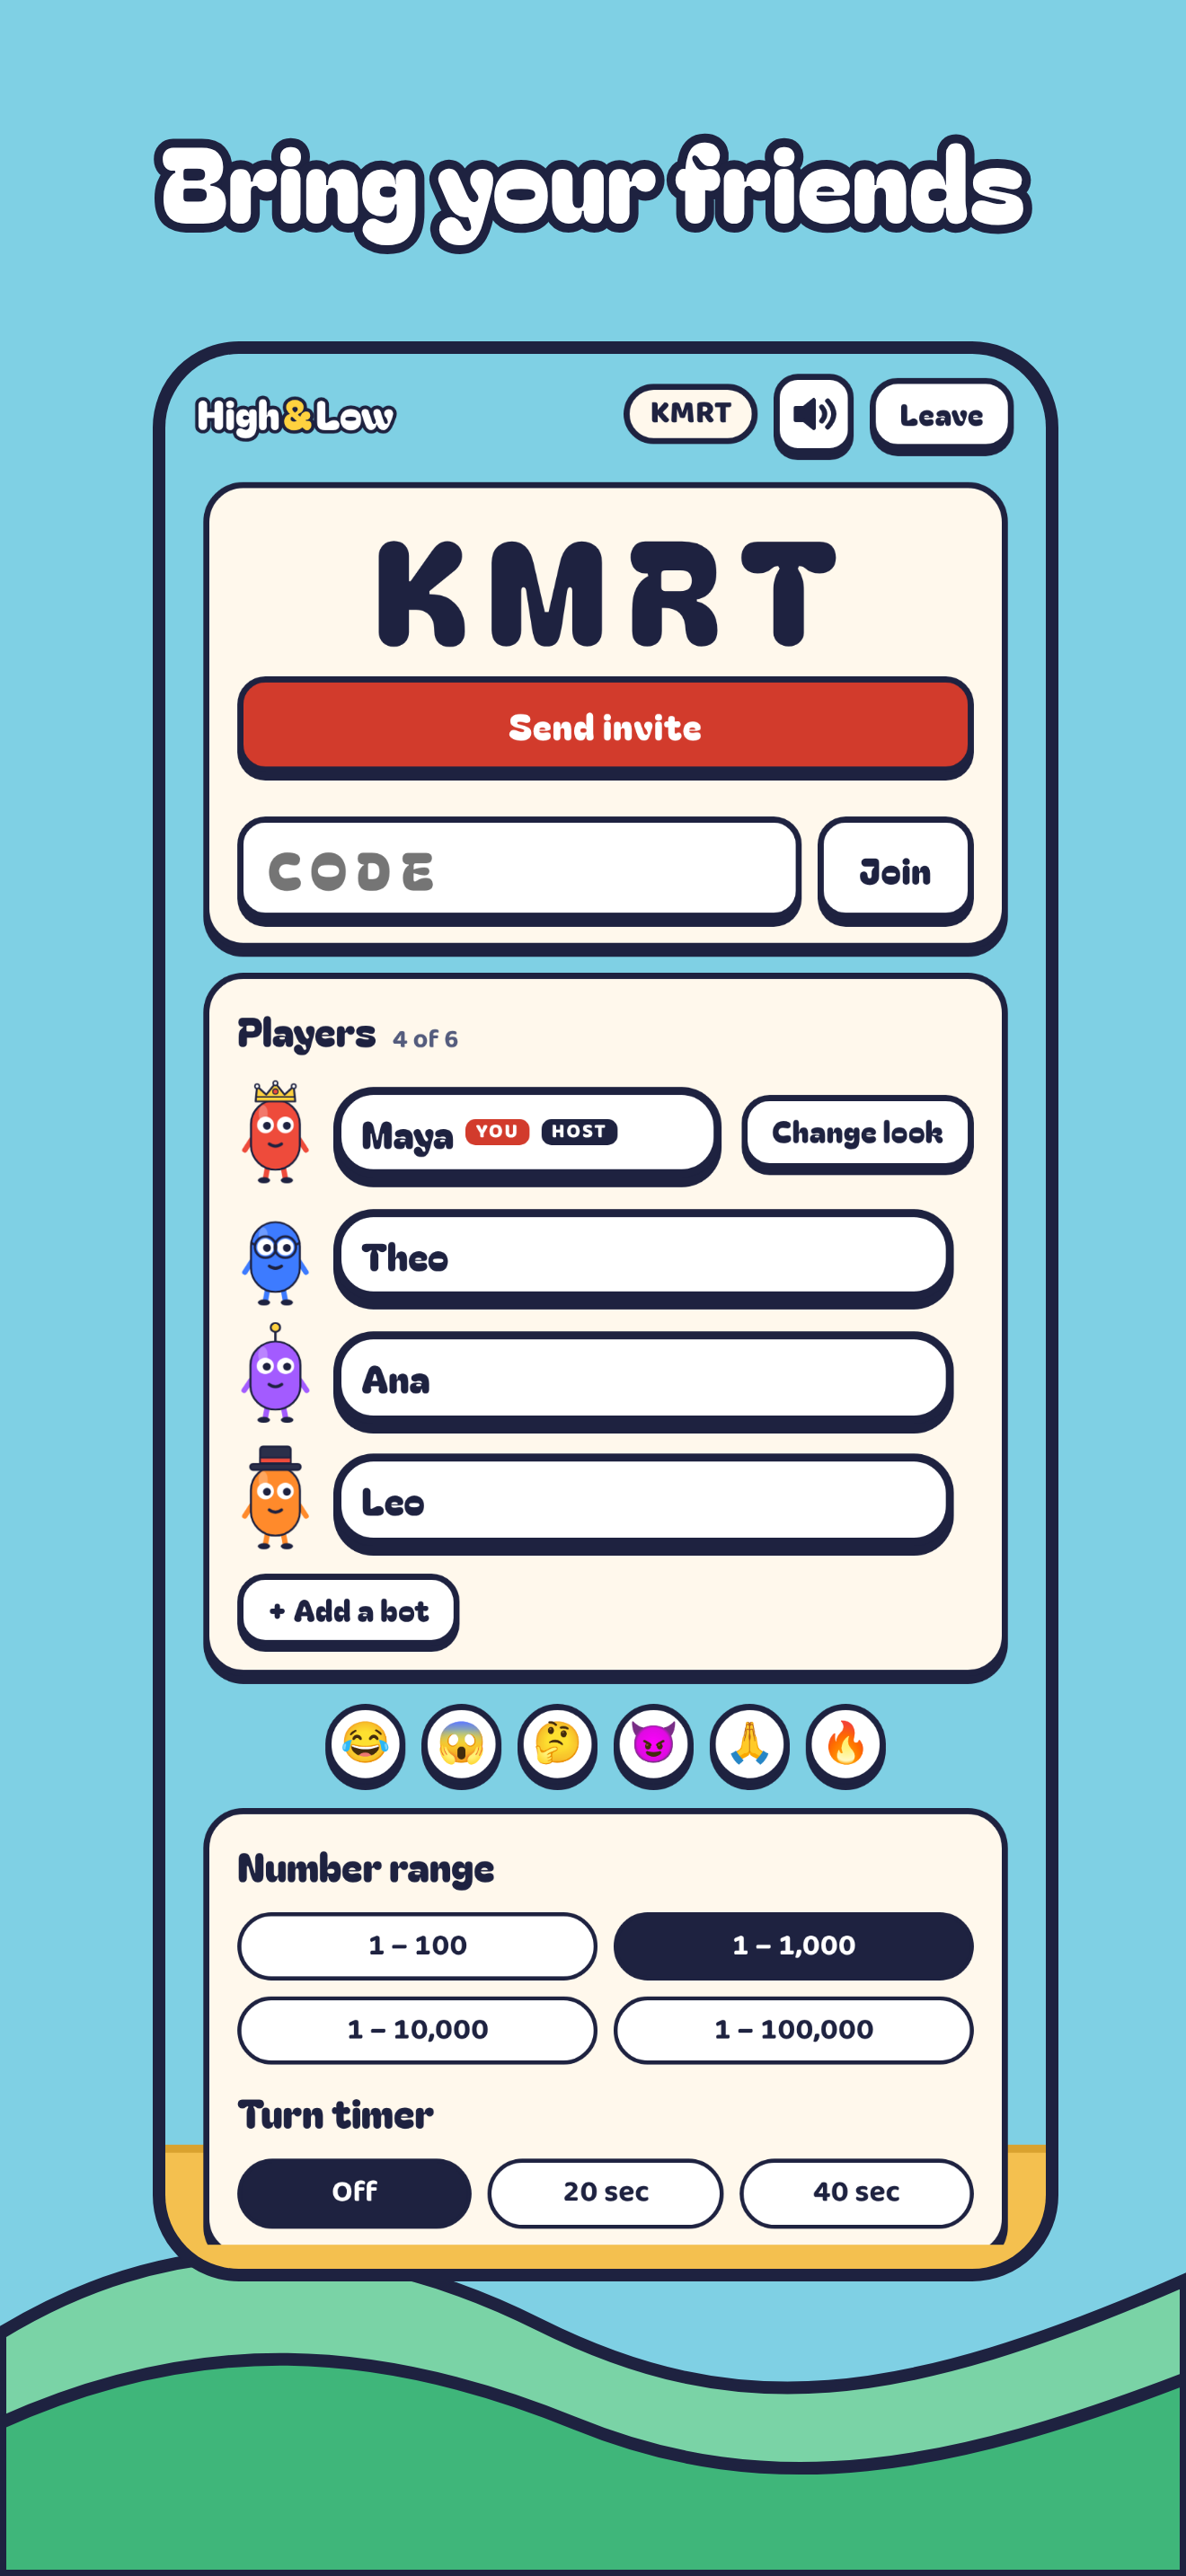 Bring your friends
High&Low KMRT Leave
KMRT
Send invite
CODE Join
Players 4 of 6
Maya YOU HOST Change look
Theo
Ana
Leo
+ Add a bot
Number range
1 – 100 1 – 1,000
1 – 10,000 1 – 100,000
Turn timer
Off 20 sec 40 sec